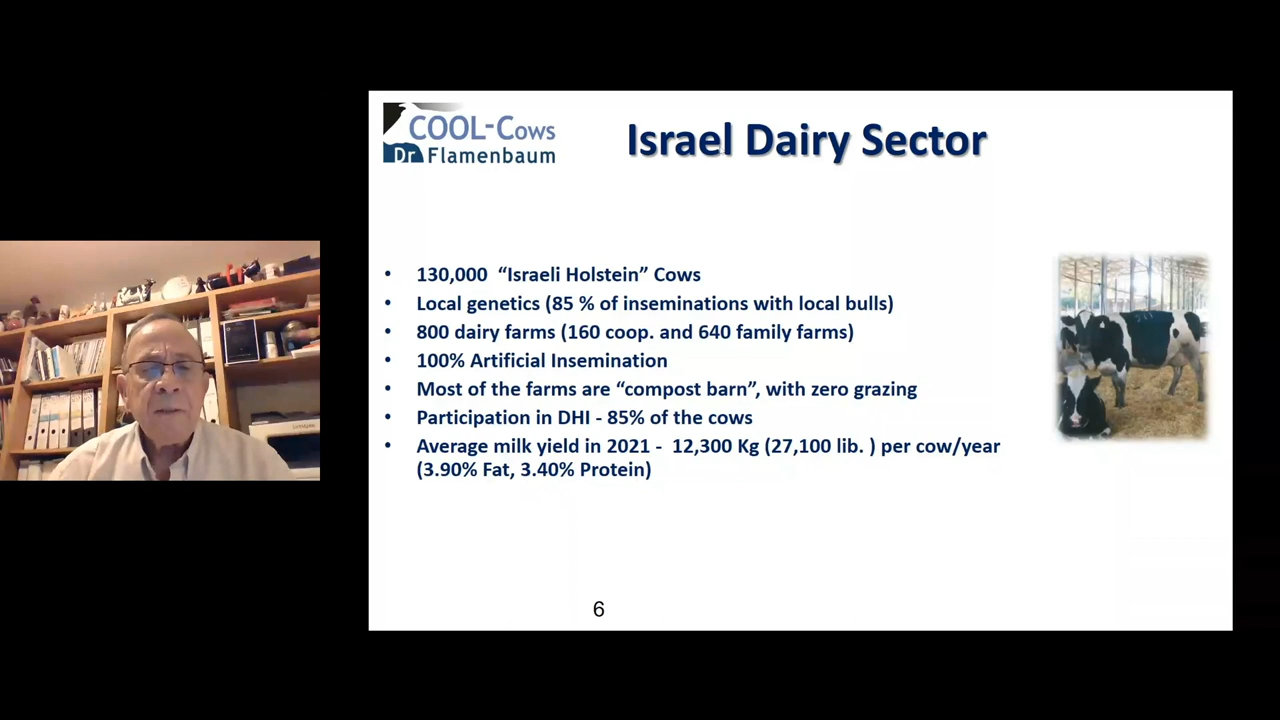 COOL-Cows
Dr Flamenbaum
Israel Dairy Sector
• 130,000 “Israeli Holstein” Cows
• Local genetics (85 % of inseminations with local bulls)
• 800 dairy farms (160 coop. and 640 family farms)
• 100% Artificial Insemination
• Most of the farms are “compost barn”, with zero grazing
• Participation in DHI - 85% of the cows
• Average milk yield in 2021 - 12,300 Kg (27,100 lib. ) per cow/year
(3.90% Fat, 3.40% Protein)
6